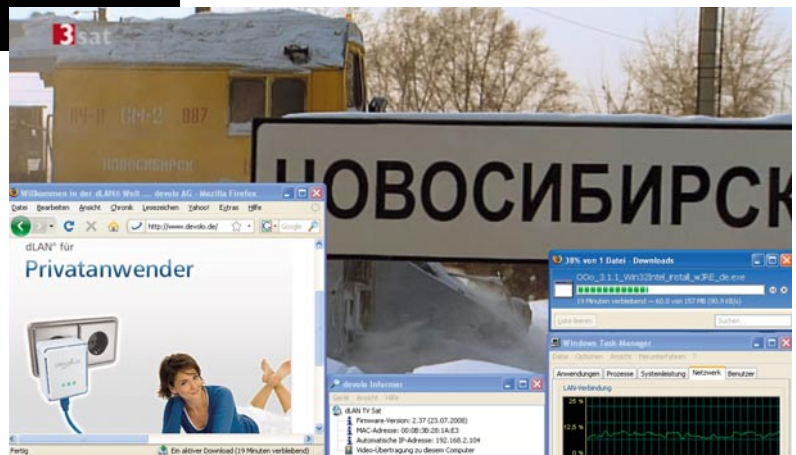 3sat
887
НОВОСИБИРСК
НОВОСИБИРСК
Willkommen in der dLAN® Welt .... devolo AG - Mozilla Firefox
Datei Bearbeiten Ansicht Chronik Lesezeichen Yahoo! Extras Hilfe
http://www.devolo.de/
Google
dLAN® für
Privatanwender
devolo
Fertig
Ein aktiver Download (19 Minuten verbleibend)
devolo Informer
Gerät Ansicht Hilfe
dLAN TV Sat
Firmware-Version: 2.37 (23.07.2008)
MAC-Adresse: 00:0B:3B:28:1A:E3
Automatische IP-Adresse: 192.168.2.104
Video-Übertragung zu diesem Computer
38% von 1 Datei - Downloads
OOo_3.1.1_Win32Intel_install_wJRE_de.exe
19 Minuten verbleibend — 60.0 von 157 MB (90.9 KB/s)
Liste leeren
Suchen...
Windows Task-Manager
Datei Optionen Ansicht Herunterfahren ?
Anwendungen Prozesse Systemleistung Netzwerk Benutzer
LAN-Verbindung
25 %
12,5 %
0 %